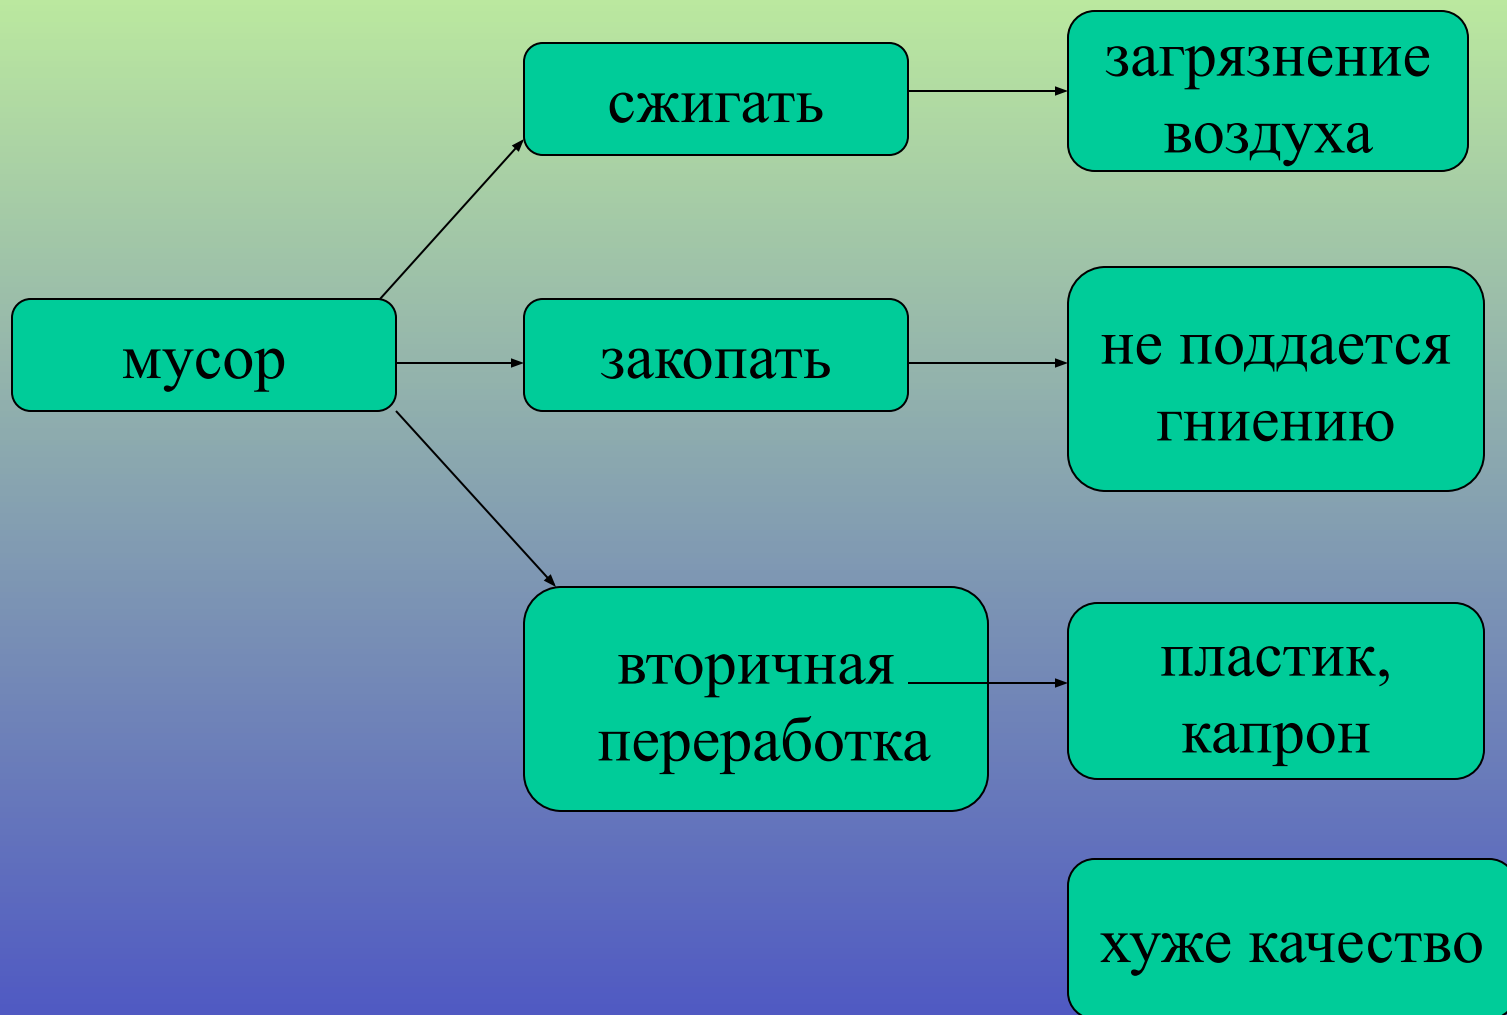 мусор
сжигать
загрязнение
воздуха
закопать
не поддается
гниению
вторичная
переработка
пластик,
капрон
хуже качество